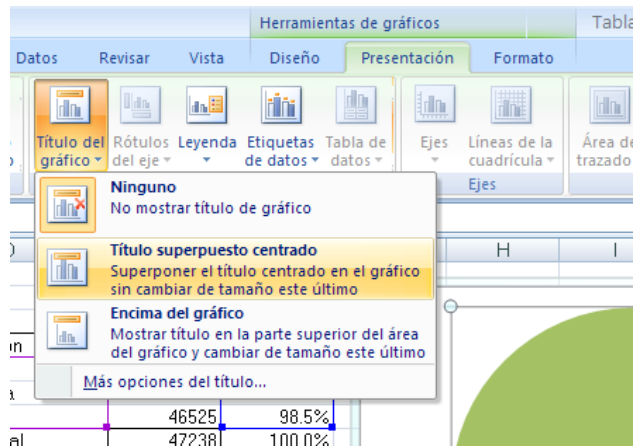 Herramientas de gráficos Tabla
Datos Revisar Vista Diseño Presentación Formato
Título del gráfico
Rótulos del eje
Leyenda
Etiquetas de datos
Tabla de datos
Ejes
Líneas de la cuadrícula
Área de trazado
Ejes
Ninguno
No mostrar título de gráfico
Título superpuesto centrado
Superponer el título centrado en el gráfico
sin cambiar de tamaño este último
Encima del gráfico
Mostrar título en la parte superior del área
del gráfico y cambiar de tamaño este último
Más opciones del título...
H I
46525 98.5%
47238 100.0%